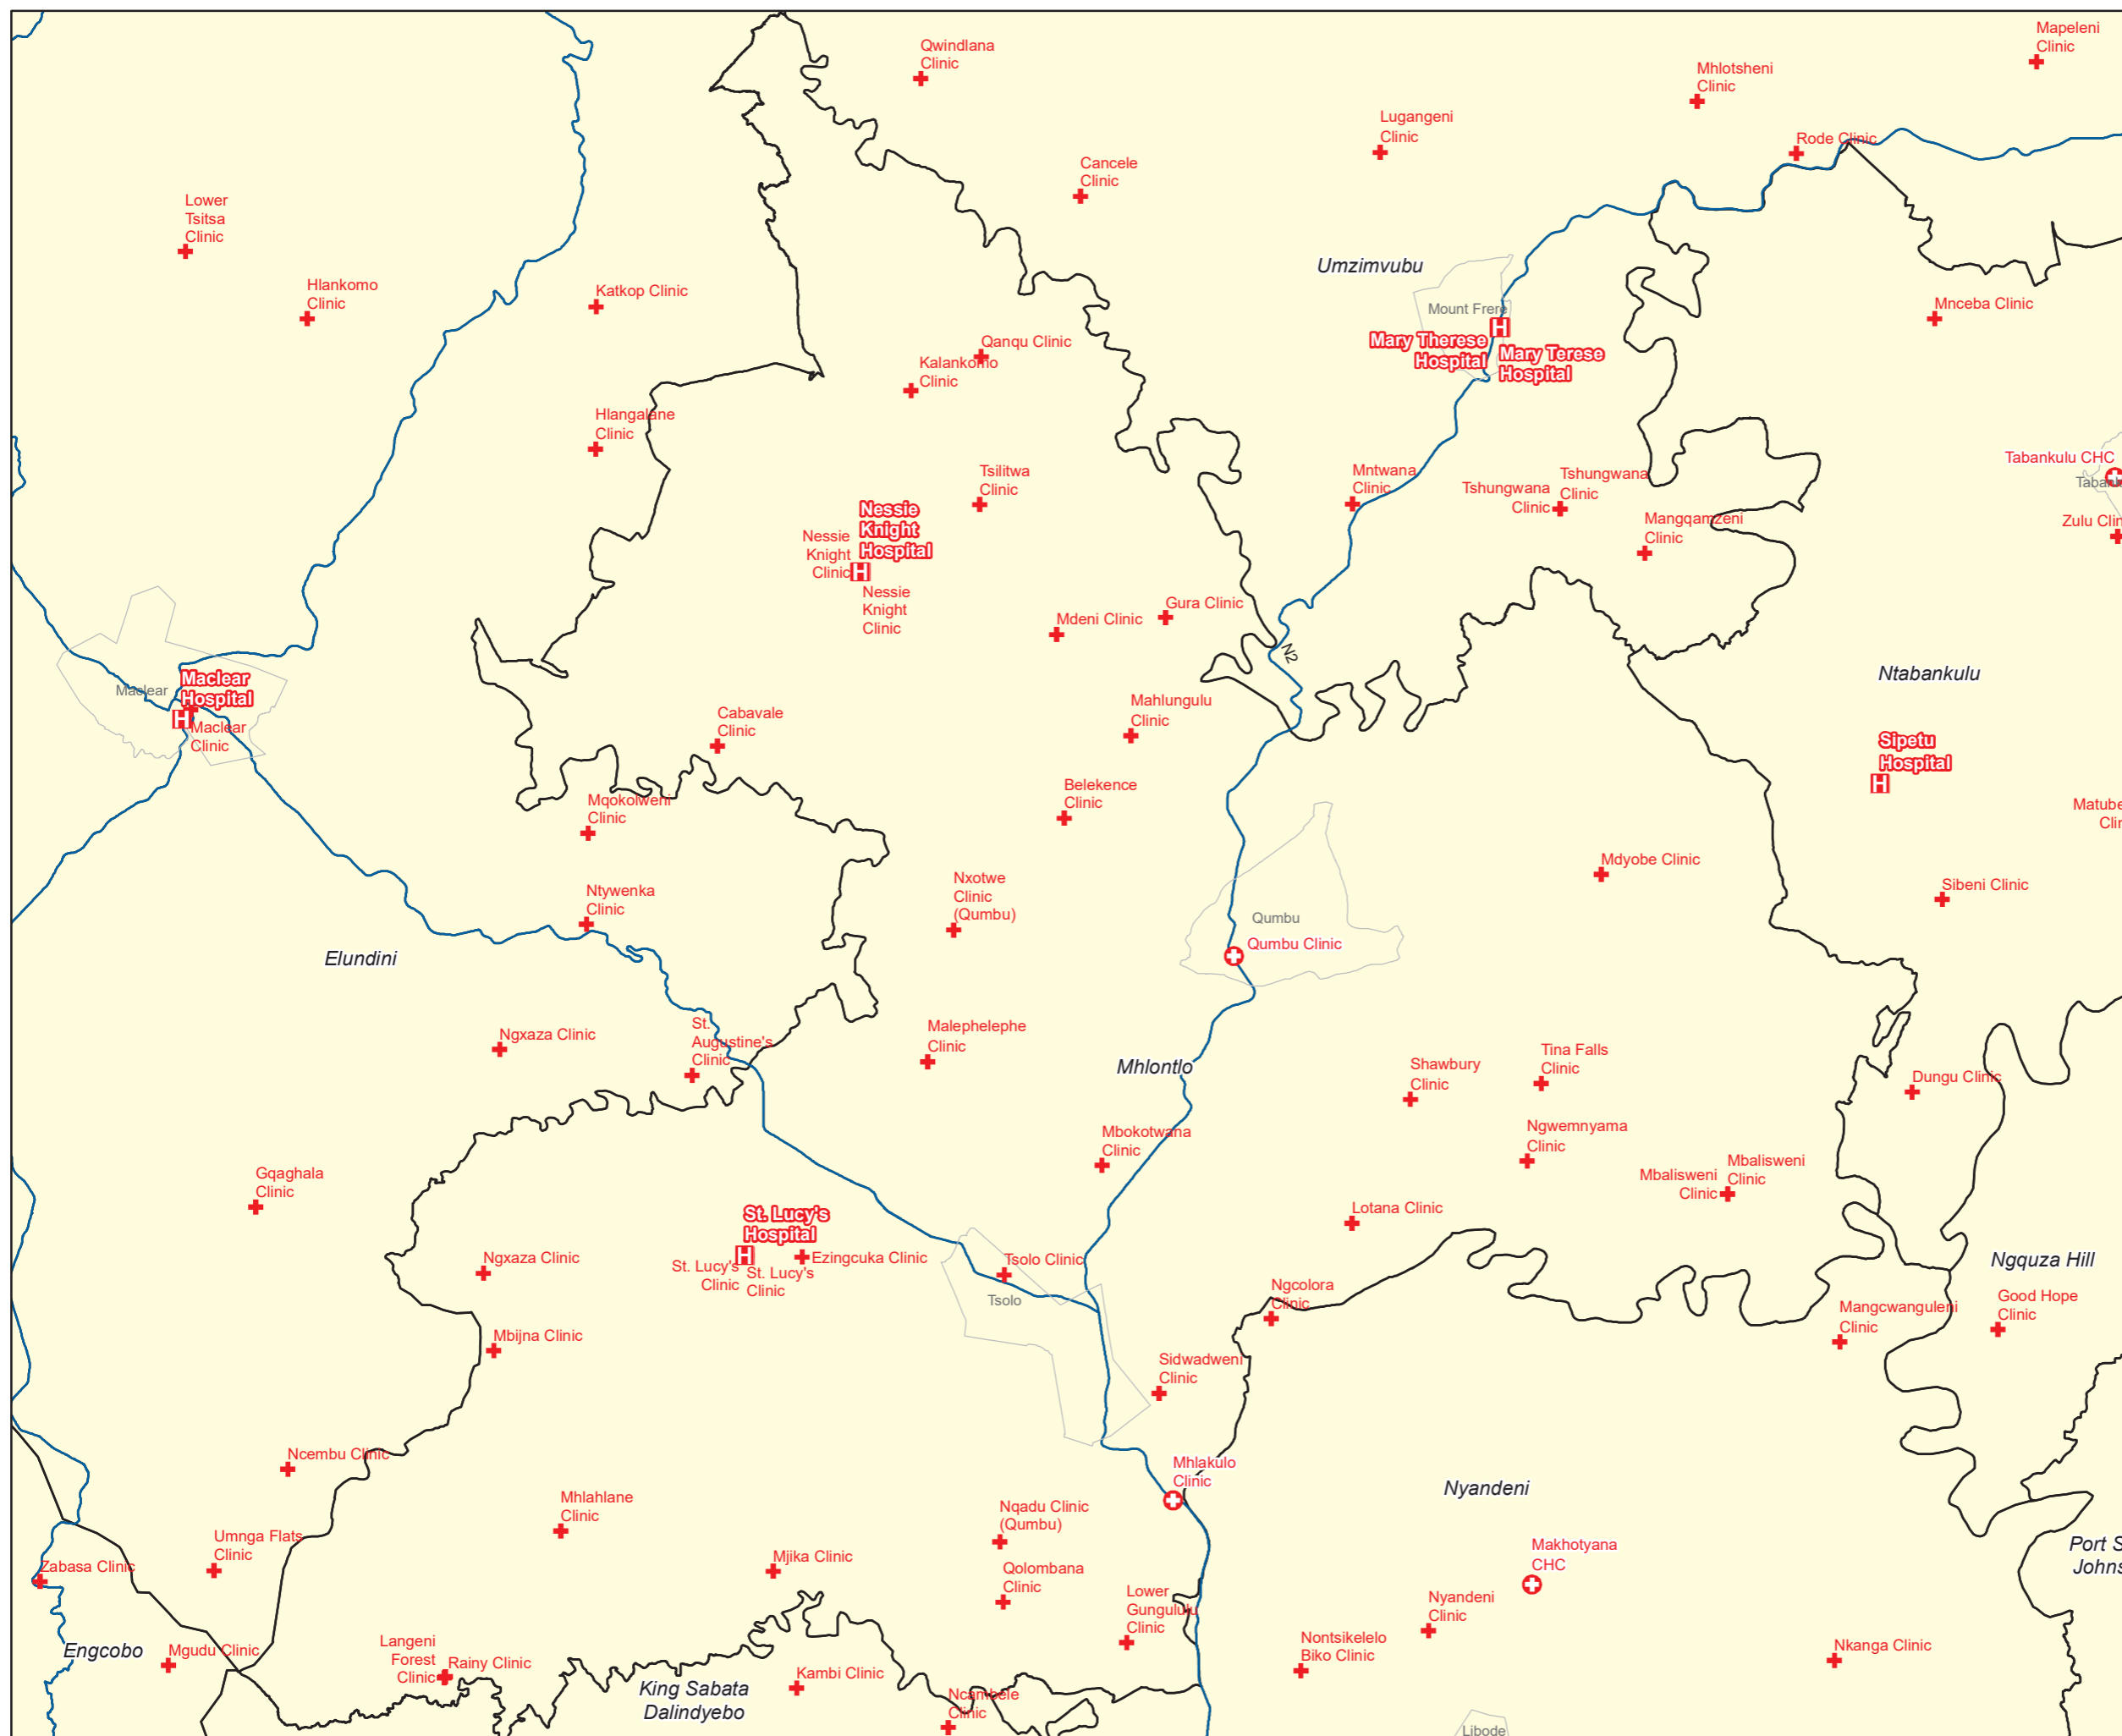 Mapeleni
Clinic
Qwindlana
Clinic
Mhlotsheni
Clinic
Lugangeni
Clinic
Rode Clinic
Cancele
Clinic
Lower
Tsitsa
Clinic
Umzimvubu
Hlankomo
Clinic
Katkop Clinic
Mount Frere
Mnceba Clinic
Mary Therese
Hospital
Mary Terese
Hospital
Qanqu Clinic
Kalankomo
Clinic
Hlangalane
Clinic
Tabankulu CHC
Tsilitwa
Clinic
Mntwana
Clinic
Tshungwana
Clinic
Tshungwana
Clinic
Mangqamzeni
Clinic
Zulu Clin
Nessie
Knight
Hospital
Nessie
Knight
Clinic
Nessie
Knight
Clinic
Gura Clinic
Mdeni Clinic
N2
Ntabankulu
Maclear
Maclear
Hospital
Maclear
Clinic
Cabavale
Clinic
Mahlungulu
Clinic
Sipetu
Hospital
Mqokolweni
Clinic
Belekence
Clinic
Matube
Clin
Mdyobe Clinic
Ntywenka
Clinic
Nxotwe
Clinic
(Qumbu)
Sibeni Clinic
Qumbu
Qumbu Clinic
Elundini
Ngxaza Clinic
St.
Augustine's
Clinic
Malephelephe
Clinic
Mhlontlo
Shawbury
Clinic
Tina Falls
Clinic
Dungu Clinic
Mbokotwana
Clinic
Ngwemnyama
Clinic
Mbalisweni
Clinic
Mbalisweni
Clinic
Gqaghala
Clinic
Lotana Clinic
St. Lucy's
Hospital
Ngxaza Clinic
St. Lucy's
Clinic
St. Lucy's
Clinic
Ezingcuka Clinic
Tsolo Clinic
Tsolo
Ngquza Hill
Ngcolora
Clinic
Mangcwanguleni
Clinic
Good Hope
Clinic
Mbijna Clinic
Sidwadweni
Clinic
Ncembu Clinic
Mhlakulo
Clinic
Nyandeni
Mhlahlane
Clinic
Nqadu Clinic
(Qumbu)
Umnga Flats
Clinic
Makhotyana
CHC
Port S
Johns
Zabasa Clinic
Mjika Clinic
Qolombana
Clinic
Lower
Gungululu
Clinic
Nyandeni
Clinic
Engcobo
Mgudu Clinic
Langeni
Forest
Clinic
Rainy Clinic
Nontsikelelo
Biko Clinic
Nkanga Clinic
Kambi Clinic
King Sabata
Dalindyebo
Ncambele
Clinic
Libode